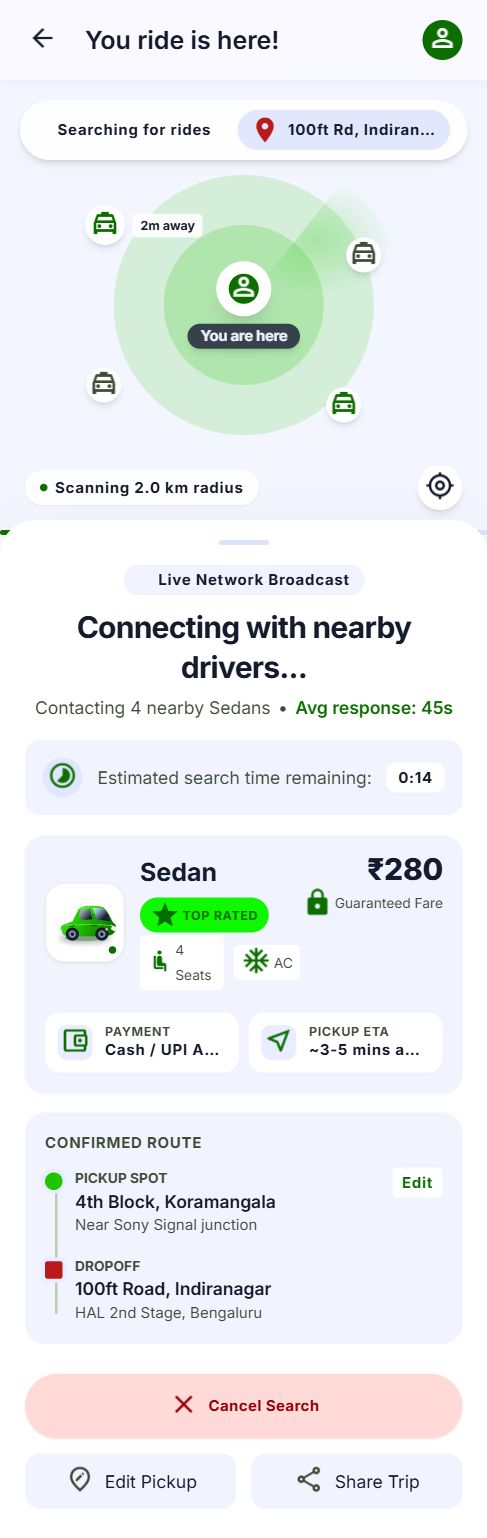 You ride is here!
Searching for rides
100ft Rd, Indiran...
2m away
You are here
Scanning 2.0 km radius
Live Network Broadcast
Connecting with nearby
drivers...
Contacting 4 nearby Sedans • Avg response: 45s
Estimated search time remaining: 0:14
Sedan
₹280
TOP RATED
Guaranteed Fare
4
Seats
AC
PAYMENT
Cash / UPI A...
PICKUP ETA
~3-5 mins a...
CONFIRMED ROUTE
PICKUP SPOT
Edit
4th Block, Koramangala
Near Sony Signal junction
DROPOFF
100ft Road, Indiranagar
HAL 2nd Stage, Bengaluru
Cancel Search
Edit Pickup
Share Trip